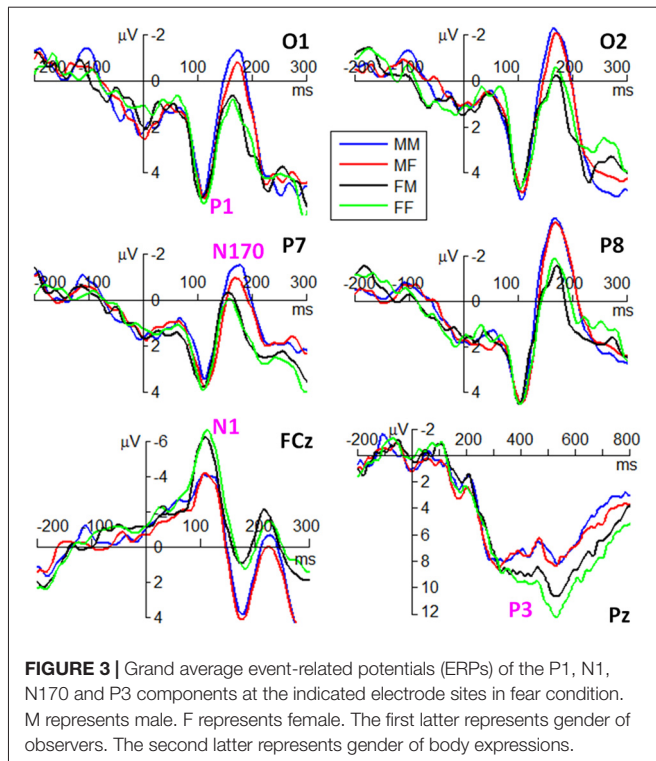 µV -2 O1
-200 -100 0 100 200 300
ms
2
4
P1
µV -2 O2
-200 -100 0 100 200 300
ms
2
4
MM
MF
FM
FF
µV -2 N170 P7
-200 -100 0 100 200 300
ms
2
4
µV -2 P8
-200 -100 0 100 200 300
ms
2
4
µV -6 N1 FCz
-4
-2
-200 -100 0 100 200 300
ms
2
4
µV -2
-200 0 200 400 600 800
ms
2
4
6
8
10
12
P3 Pz
FIGURE 3 | Grand average event-related potentials (ERPs) of the P1, N1,
N170 and P3 components at the indicated electrode sites in fear condition.
M represents male. F represents female. The first latter represents gender of
observers. The second latter represents gender of body expressions.